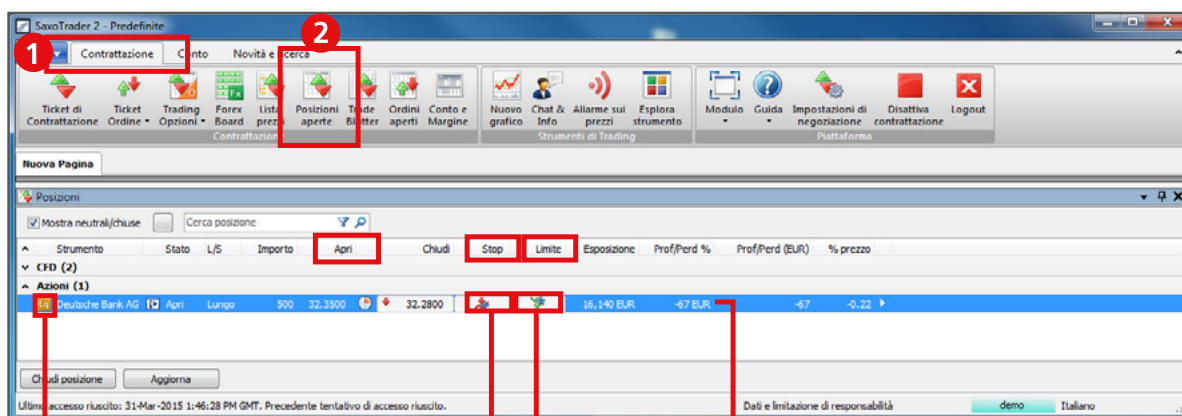 SaxoTrader 2 - Predefinite
1
2
Contrattazione Conto Novità e ricerca
Ticket di Contrattazione
Ticket Ordine
Trading Opzioni
Forex Board
Lista prezzi
Posizioni aperte
Trade Blotter
Ordini aperti
Conto e Margine
Nuovo grafico
Chat & Info
Allarme sui prezzi
Esplora strumento
Modulo
Guida
Impostazioni di negoziazione
Disattiva contrattazione
Logout
Contrattazione Strumenti di Trading Piattaforma
Nuova Pagina
Posizioni
Mostra neutrali/chiuse Cerca posizione
Strumento Stato L/S Importo Apri Chiudi Stop Limite Esposizione Prof/Perd % Prof/Perd (EUR) % prezzo
CFD (2)
Azioni (1)
Deutsche Bank AG Apri Lungo 500 32.3500 32.2800 16,140 EUR -67 EUR -67 -0.22
Chiudi posizione Aggiorna
Ultimo accesso riuscito: 31-Mar-2015 1:46:28 PM GMT. Precedente tentativo di accesso riuscito. Dati e limitazione di responsabilità demo Italiano